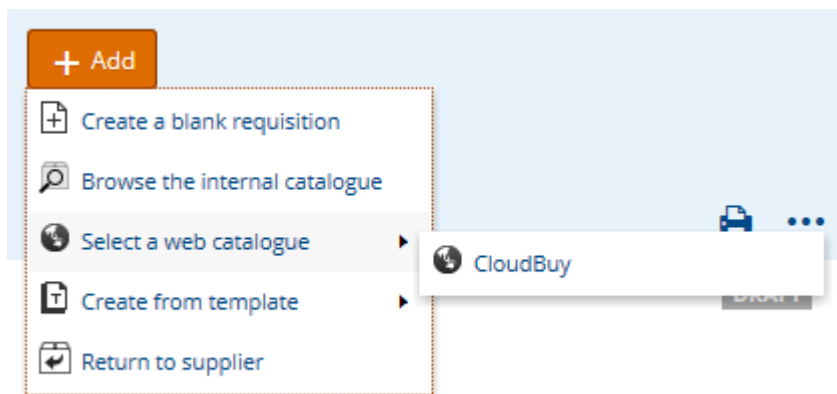 + Add
Create a blank requisition
Browse the internal catalogue
Select a web catalogue
CloudBuy
Create from template
Return to supplier